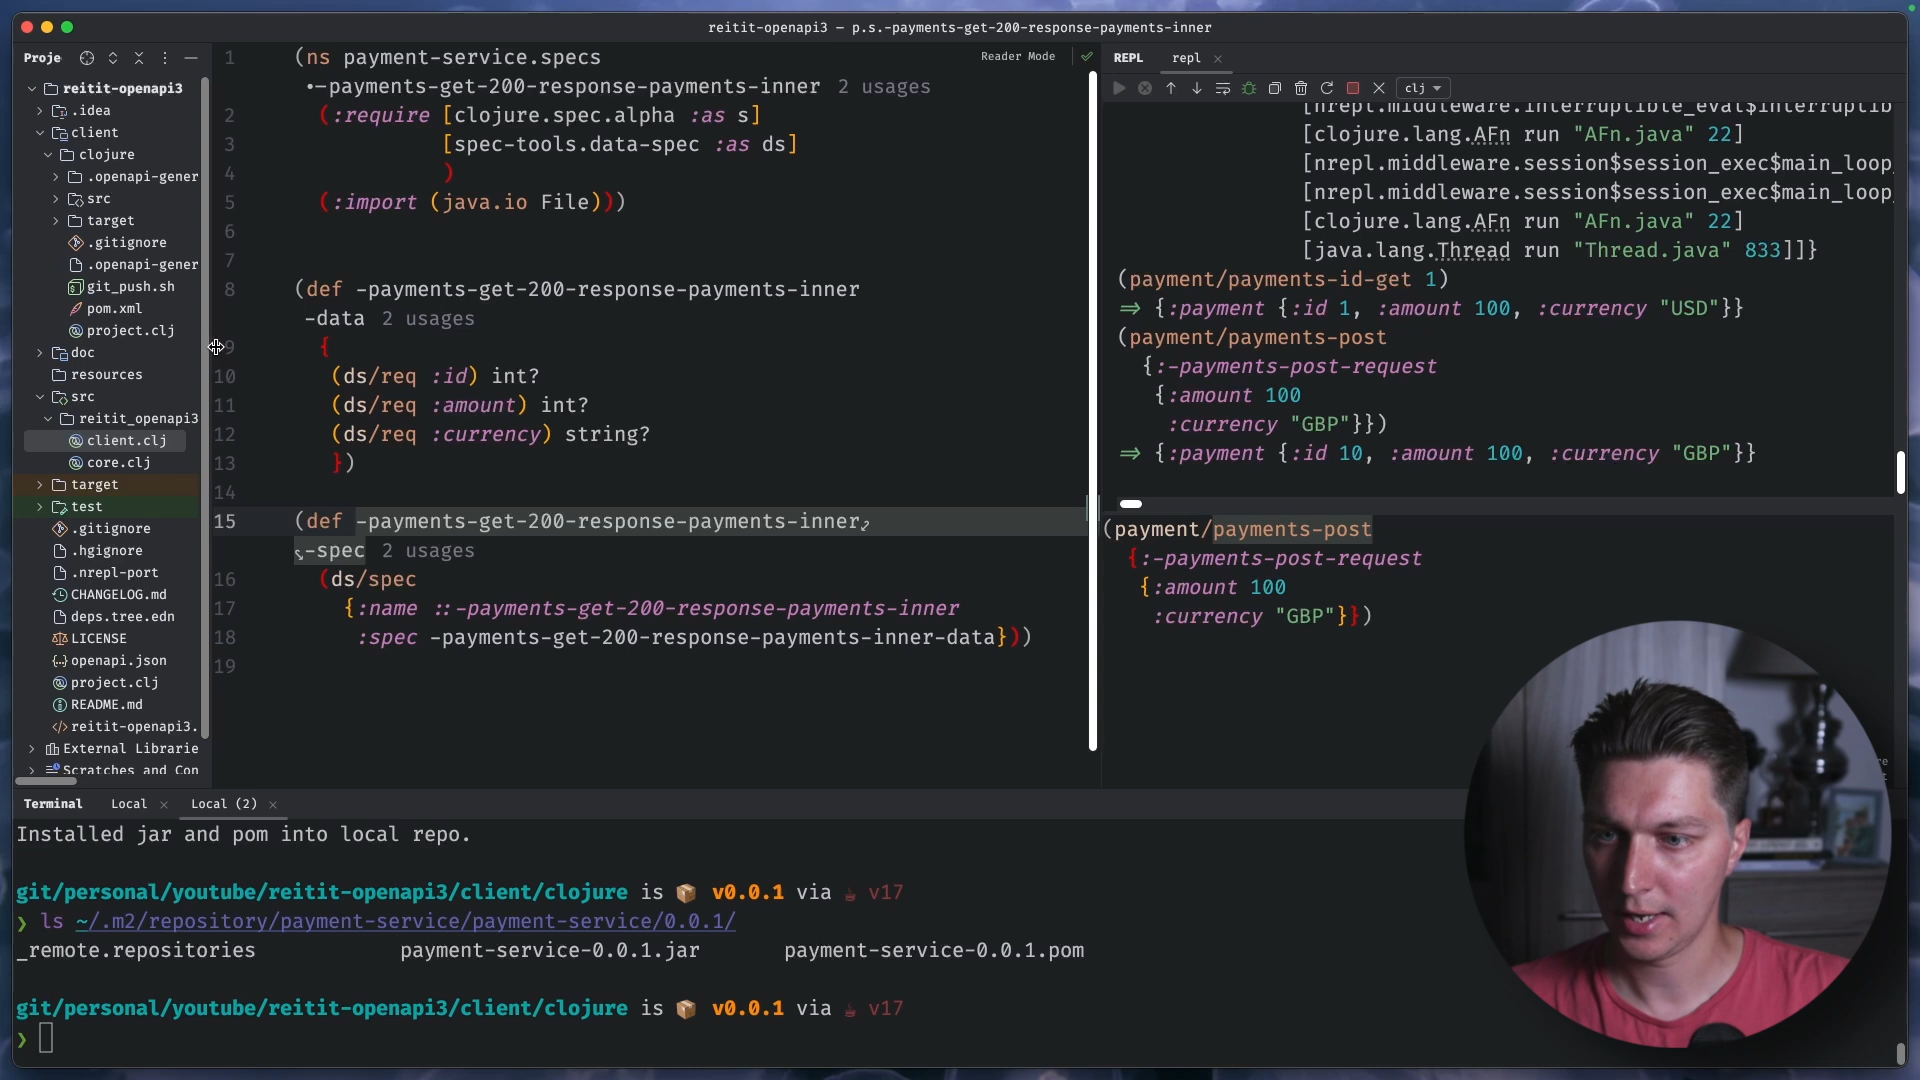 reitit-openapi3 – p.s.-payments-get-200-response-payments-inner
Proje
reitit-openapi3
.idea
client
clojure
.openapi-gener
src
target
.gitignore
.openapi-gener
git_push.sh
pom.xml
project.clj
doc
resources
src
reitit_openapi3
client.clj
core.clj
target
test
.gitignore
.hgignore
.nrepl-port
CHANGELOG.md
deps.tree.edn
LICENSE
openapi.json
project.clj
README.md
reitit-openapi3.
External Librarie
Scratches and Con
Reader Mode
1 (ns payment-service.specs
•—payments-get-200-response-payments-inner 2 usages
2 (:require [clojure.spec.alpha :as s]
3 [spec-tools.data-spec :as ds]
4 )
5 (:import (java.io File)))
6
7
8 (def -payments-get-200-response-payments-inner
-data 2 usages
9 {
10 (ds/req :id) int?
11 (ds/req :amount) int?
12 (ds/req :currency) string?
13 })
14
15 (def -payments-get-200-response-payments-inner
-spec 2 usages
16 (ds/spec
17 {:name ::-payments-get-200-response-payments-inner
18 :spec -payments-get-200-response-payments-inner-data}))
19
REPL repl
clj
[nrepl.middleware.interruptible_eval$interruptib
[clojure.lang.AFn run "AFn.java" 22]
[nrepl.middleware.session$session_exec$main_loop_
[nrepl.middleware.session$session_exec$main_loop_
[clojure.lang.AFn run "AFn.java" 22]
[java.lang.Thread run "Thread.java" 833]]}
(payment/payments-id-get 1)
=> {:payment {:id 1, :amount 100, :currency "USD"}}
(payment/payments-post
{:-payments-post-request
{:amount 100
:currency "GBP"}})
=> {:payment {:id 10, :amount 100, :currency "GBP"}}
(payment/payments-post
{:-payments-post-request
{:amount 100
:currency "GBP"}})
Terminal Local Local (2)
Installed jar and pom into local repo.
git/personal/youtube/reitit-openapi3/client/clojure is 📦 v0.0.1 via ☕ v17
❯ ls ~/.m2/repository/payment-service/payment-service/0.0.1/
_remote.repositories payment-service-0.0.1.jar payment-service-0.0.1.pom
git/personal/youtube/reitit-openapi3/client/clojure is 📦 v0.0.1 via ☕ v17
❯